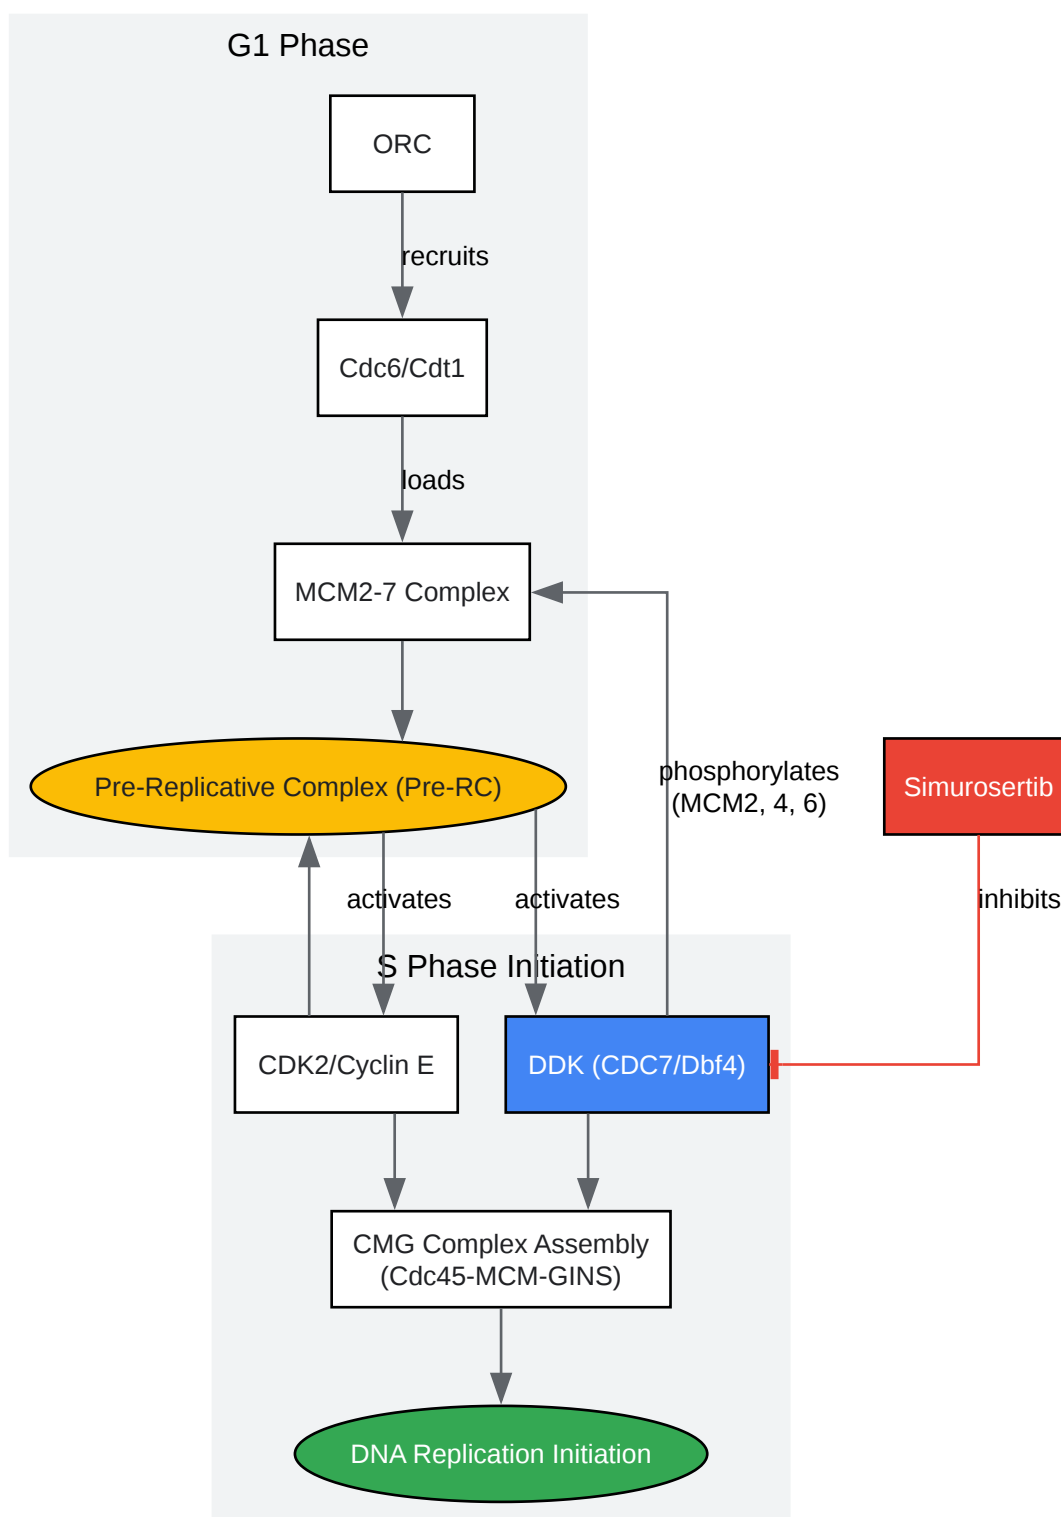 G1 Phase
ORC
recruits
Cdc6/Cdt1
loads
MCM2-7 Complex
Pre-Replicative Complex (Pre-RC)
phosphorylates
(MCM2, 4, 6)
Simurosertib
activates
activates
inhibits
S Phase Initiation
CDK2/Cyclin E
DDK (CDC7/Dbf4)
CMG Complex Assembly
(Cdc45-MCM-GINS)
DNA Replication Initiation